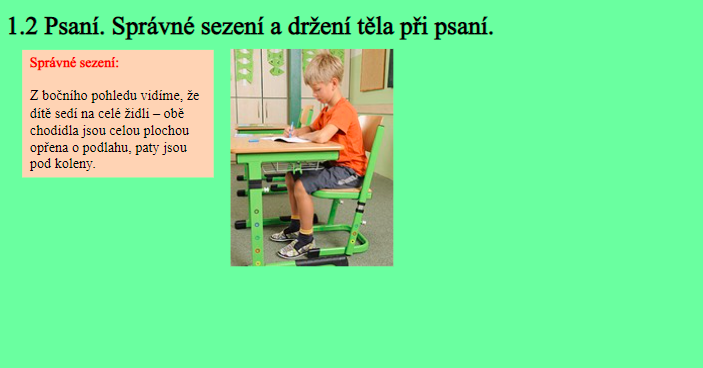 1.2 Psaní. Správné sezení a držení těla při psaní.
Správné sezení:
Z bočního pohledu vidíme, že
dítě sedí na celé židli – obě
chodidla jsou celou plochou
opřena o podlahu, paty jsou
pod koleny.